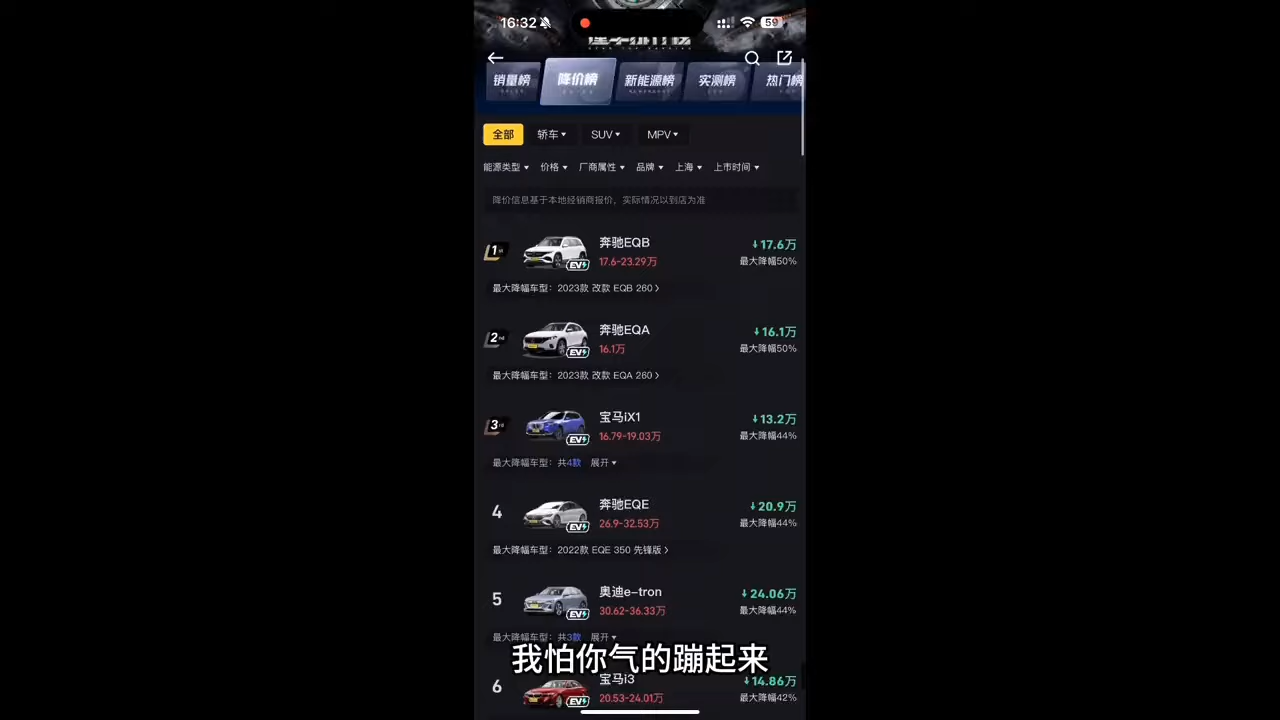 16:32
59
销量榜
降价榜
新能源榜
实测榜
热门榜
全部
轿车
SUV
MPV
能源类型
价格
厂商属性
品牌
上海
上市时间
降价信息基于本地经销商报价，实际情况以到店为准
1
奔驰EQB
↓17.6万
EV
17.6-23.29万
最大降幅50%
最大降幅车型：2023款 改款 EQB 260 >
2
奔驰EQA
↓16.1万
EV
16.1万
最大降幅50%
最大降幅车型：2023款 改款 EQA 260 >
3
宝马iX1
↓13.2万
EV
16.79-19.03万
最大降幅44%
最大降幅车型：共4款 展开
4
奔驰EQE
↓20.9万
EV
26.9-32.53万
最大降幅44%
最大降幅车型：2022款 EQE 350 先锋版 >
5
奥迪e-tron
↓24.06万
EV
30.62-36.33万
最大降幅44%
最大降幅车型：共3款 展开
我怕你气的蹦起来
6
宝马i3
↓14.86万
EV
20.53-24.01万
最大降幅42%